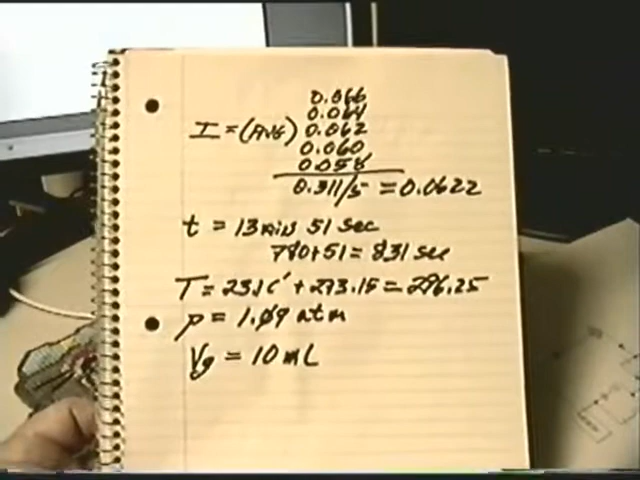 0.066
0.064
I = (AVG) 0.062
0.060
0.058
0.311/5 = 0.0622
t = 13 min 51 sec
780+51 = 831 sec
T = 23.1C° + 273.15 = 296.25
p = 1.09 atm
Vg = 10 mL